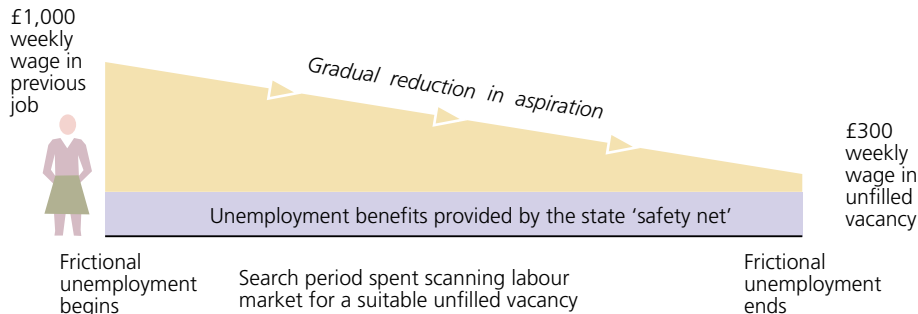 £1,000
weekly
wage in
previous
job
Gradual reduction in aspiration
£300
weekly
wage in
unfilled
vacancy
Unemployment benefits provided by the state ‘safety net’
Frictional
unemployment
begins
Search period spent scanning labour
market for a suitable unfilled vacancy
Frictional
unemployment
ends